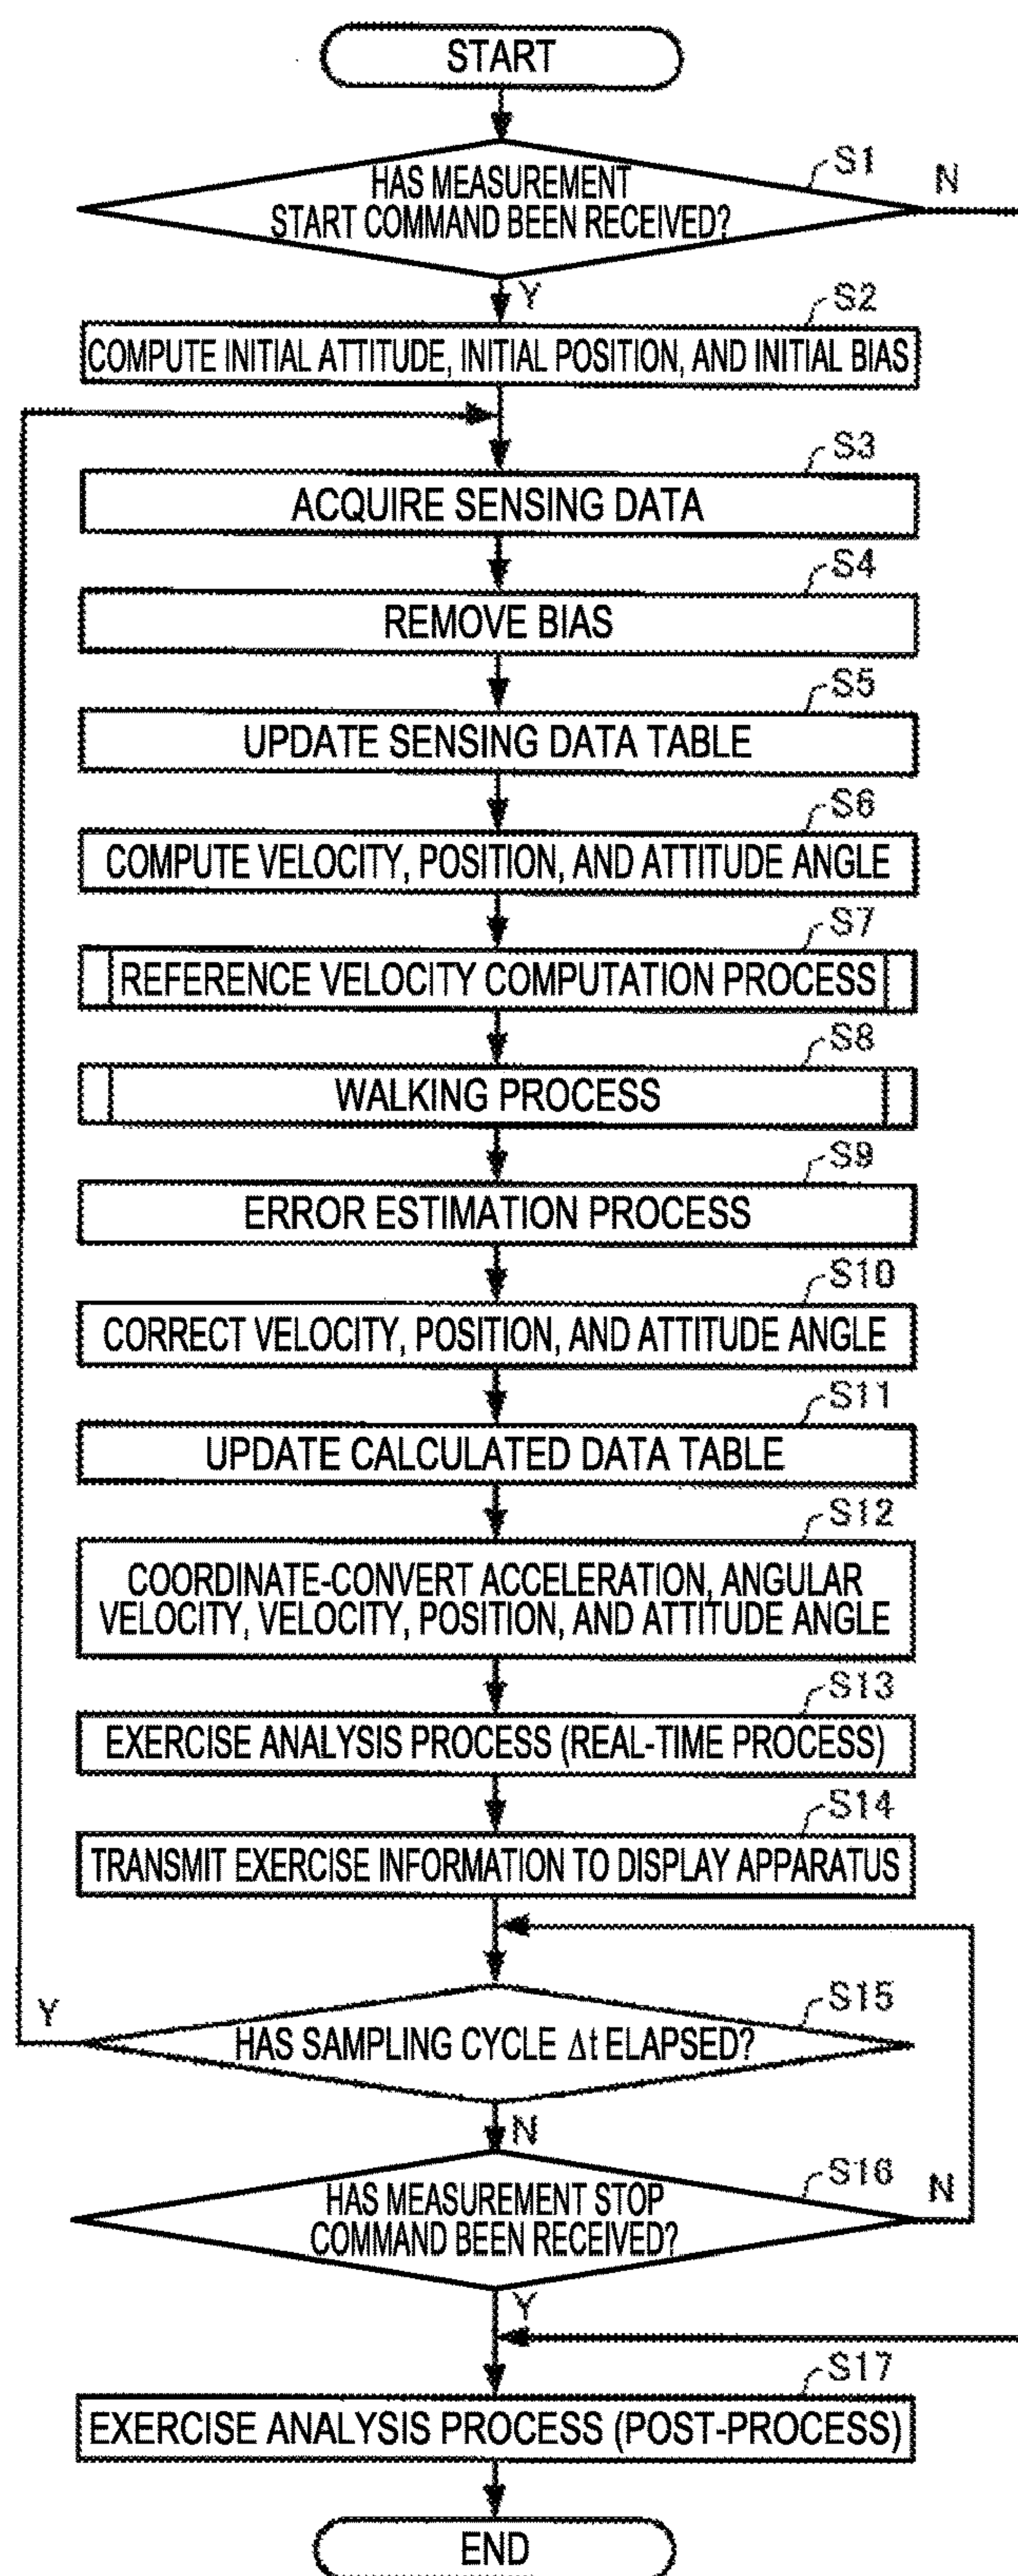 START
S1
N
HAS MEASUREMENT
START COMMAND BEEN RECEIVED?
Y
S2
COMPUTE INITIAL ATTITUDE, INITIAL POSITION, AND INITIAL BIAS
S3
ACQUIRE SENSING DATA
S4
REMOVE BIAS
S5
UPDATE SENSING DATA TABLE
S6
COMPUTE VELOCITY, POSITION, AND ATTITUDE ANGLE
S7
REFERENCE VELOCITY COMPUTATION PROCESS
S8
WALKING PROCESS
S9
ERROR ESTIMATION PROCESS
S10
CORRECT VELOCITY, POSITION, AND ATTITUDE ANGLE
S11
UPDATE CALCULATED DATA TABLE
S12
COORDINATE-CONVERT ACCELERATION, ANGULAR
VELOCITY, VELOCITY, POSITION, AND ATTITUDE ANGLE
S13
EXERCISE ANALYSIS PROCESS (REAL-TIME PROCESS)
S14
TRANSMIT EXERCISE INFORMATION TO DISPLAY APPARATUS
S15
Y
HAS SAMPLING CYCLE Δt ELAPSED?
N
S16
N
HAS MEASUREMENT STOP
COMMAND BEEN RECEIVED?
Y
S17
EXERCISE ANALYSIS PROCESS (POST-PROCESS)
END